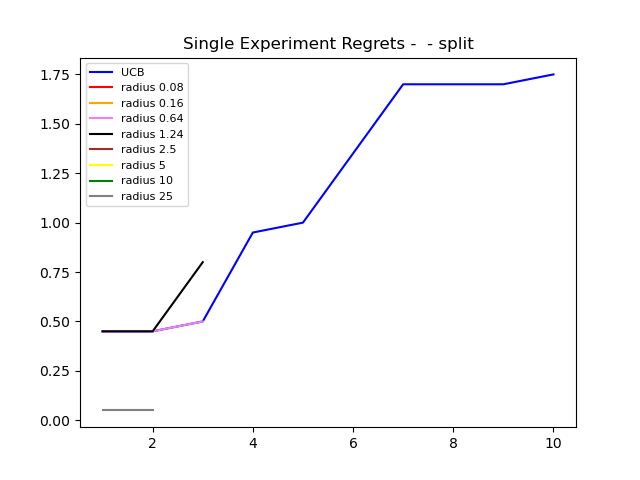 Single Experiment Regrets -  - split
1.75
1.50
1.25
1.00
0.75
0.50
0.25
0.00
UCB
radius 0.08
radius 0.16
radius 0.64
radius 1.24
radius 2.5
radius 5
radius 10
radius 25
2 4 6 8 10